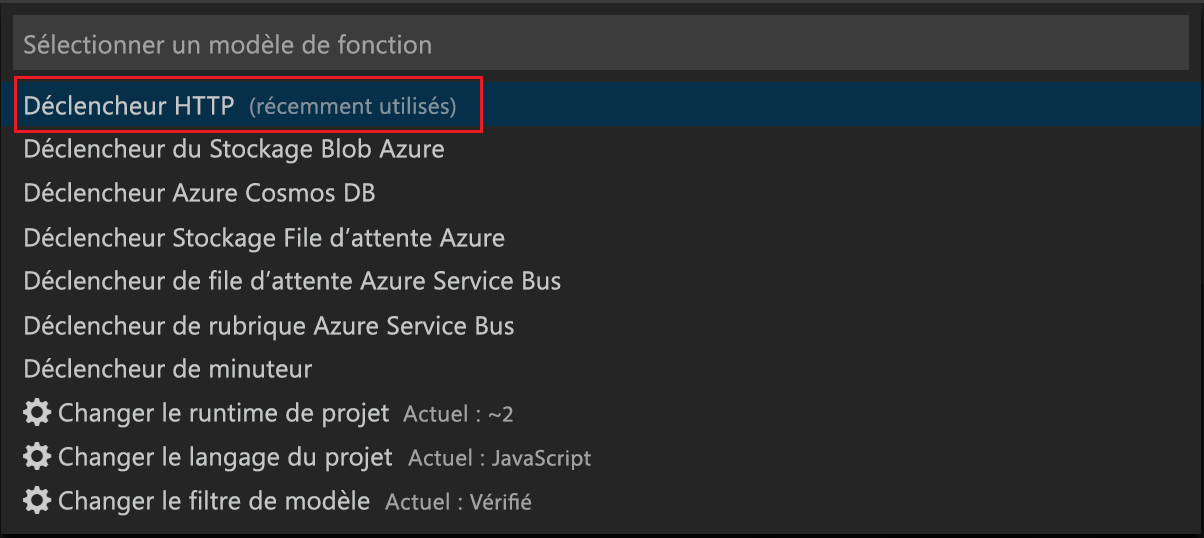 Sélectionner un modèle de fonction
Déclencheur HTTP (récemment utilisés)
Déclencheur du Stockage Blob Azure
Déclencheur Azure Cosmos DB
Déclencheur Stockage File d’attente Azure
Déclencheur de file d’attente Azure Service Bus
Déclencheur de rubrique Azure Service Bus
Déclencheur de minuteur
Changer le runtime de projet Actuel : ~2
Changer le langage du projet Actuel : JavaScript
Changer le filtre de modèle Actuel : Vérifié